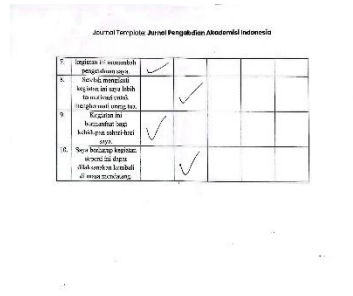 Journal Template: Jurnal Pengabdian Akademisi Indonesia
7. kegiatan ini menambah
pengetahuan saya.
8. Setelah mengikuti
kegiatan ini saya lebih
termotivasi untuk
menghormati orang tua.
9. Kegiatan ini
bermanfaat bagi
kehidupan sehari-hari
saya.
10. Saya berharap kegiatan
seperti ini dapat
dilaksanakan kembali
di masa mendatang.